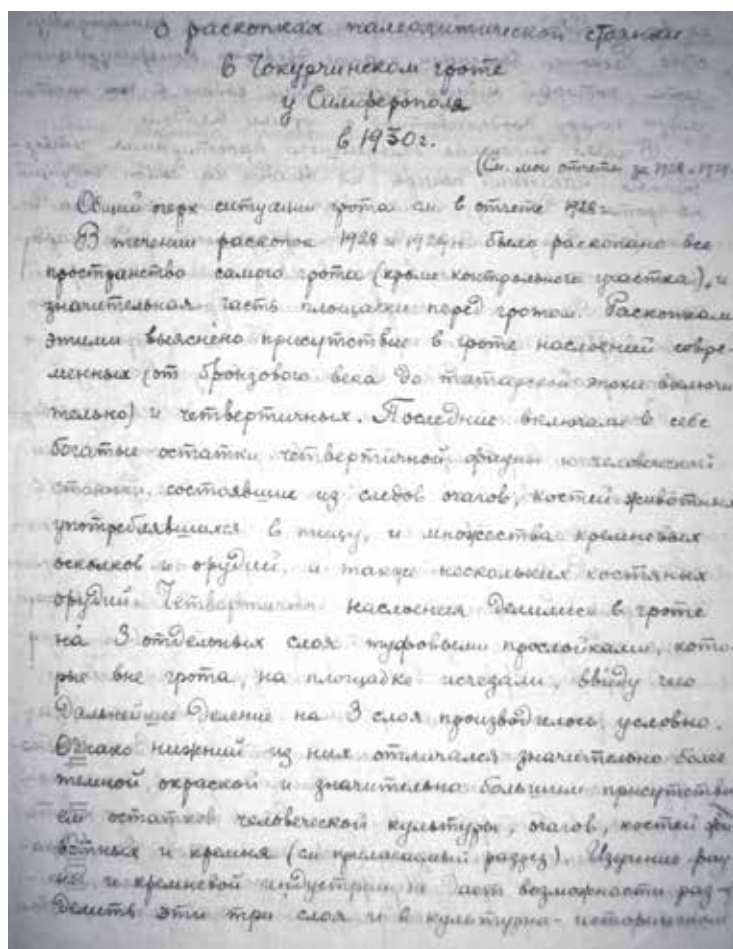 О раскопках палеолитической стоянки
в Чокурчинском гроте
у Симферополя
в 1930 г.
(См. мои отчеты за 1928 и 1929
Общий очерк ситуации грота см в отчете 1928 г
В течении раскопок 1928 и 1929 гг было раскопано все
пространство самого грота (кроме контрольного участка), и
значительная часть площадки перед гротом. Раскопками
этими выяснено присутствие в гроте наслоений совре-
менных (от бронзового века до татарской эпохи включи
тельно) и четвертичных. Последние включали в себе
богатые остатки четвертичной фауны и человеческой
стоянки, состоявшие из следов очагов, костей животных
употреблявшихся в пищу, и множества кремневых
осколков и орудий, и также нескольких костяных
орудий. Четвертичные наслоения делились в гроте
на 3 отдельных слоя туфовыми прослойками, кото-
рые вне грота, на площадке исчезали, ввиду чего
дальнейшее деление на 3 слоя производилось условно.
Однако нижний из них отличался значительно более
темной окраской и значительно большим присутстви
ем остатков человеческой культуры, очагов, костей жи
вотных и кремня (см прилагаемый разрез). Изучение фау
ны и кремневой индустрии не дает возможности раз-
делить эти три слоя и в культурно-историческом